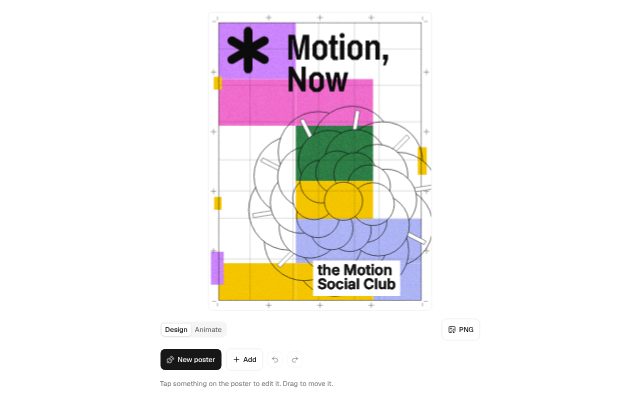 Motion,
Now
the Motion
Social Club
Design
Animate
PNG
New poster
Add
Tap something on the poster to edit it. Drag to move it.